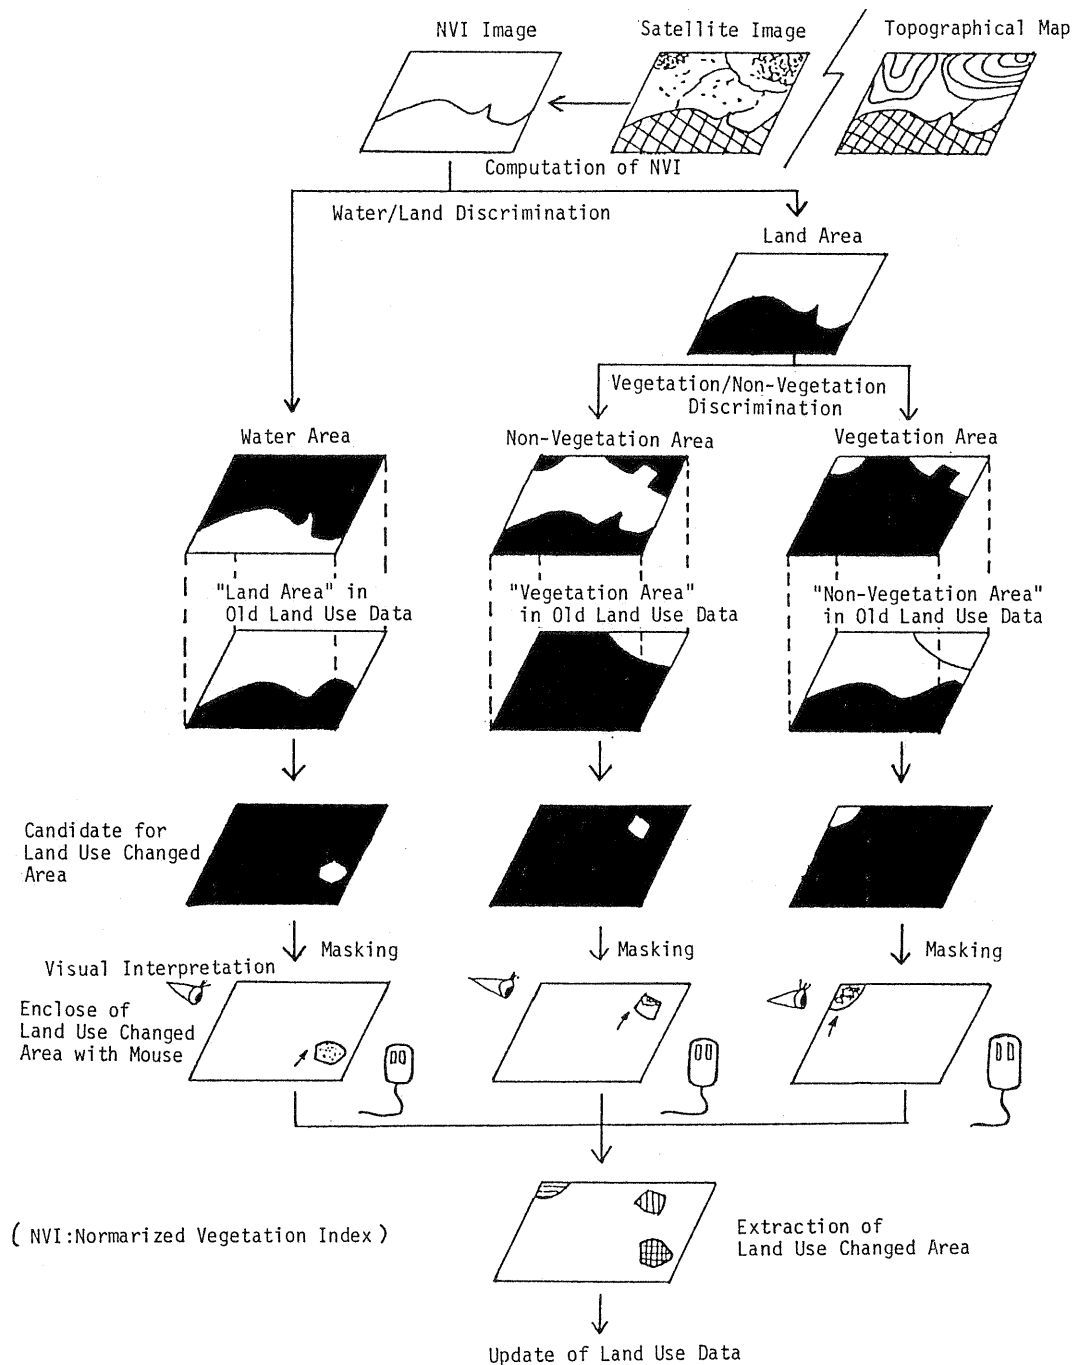 NVI Image
Satellite Image
Topographical Map
Computation of NVI
Water/Land Discrimination
Land Area
Vegetation/Non-Vegetation
Discrimination
Water Area
Non-Vegetation Area
Vegetation Area
"Land Area" in
Old Land Use Data
"Vegetation Area"
in Old Land Use Data
"Non-Vegetation Area"
in Old Land Use Data
Candidate for
Land Use Changed
Area
Masking
Masking
Masking
Visual Interpretation
Enclose of
Land Use Changed
Area with Mouse
(NVI:Normarized Vegetation Index)
Extraction of
Land Use Changed Area
Update of Land Use Data